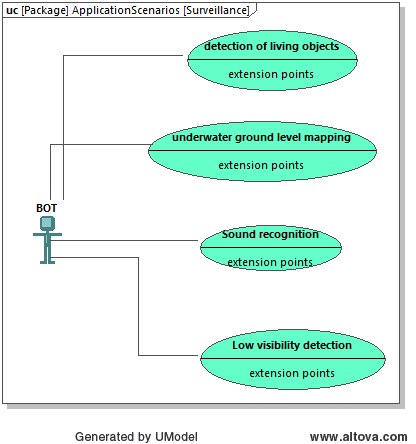 uc [Package] ApplicationScenarios [Surveillance]
detection of living objects
extension points
underwater ground level mapping
extension points
BOT
Sound recognition
extension points
Low visibility detection
extension points
Generated by UModel
www.altova.com